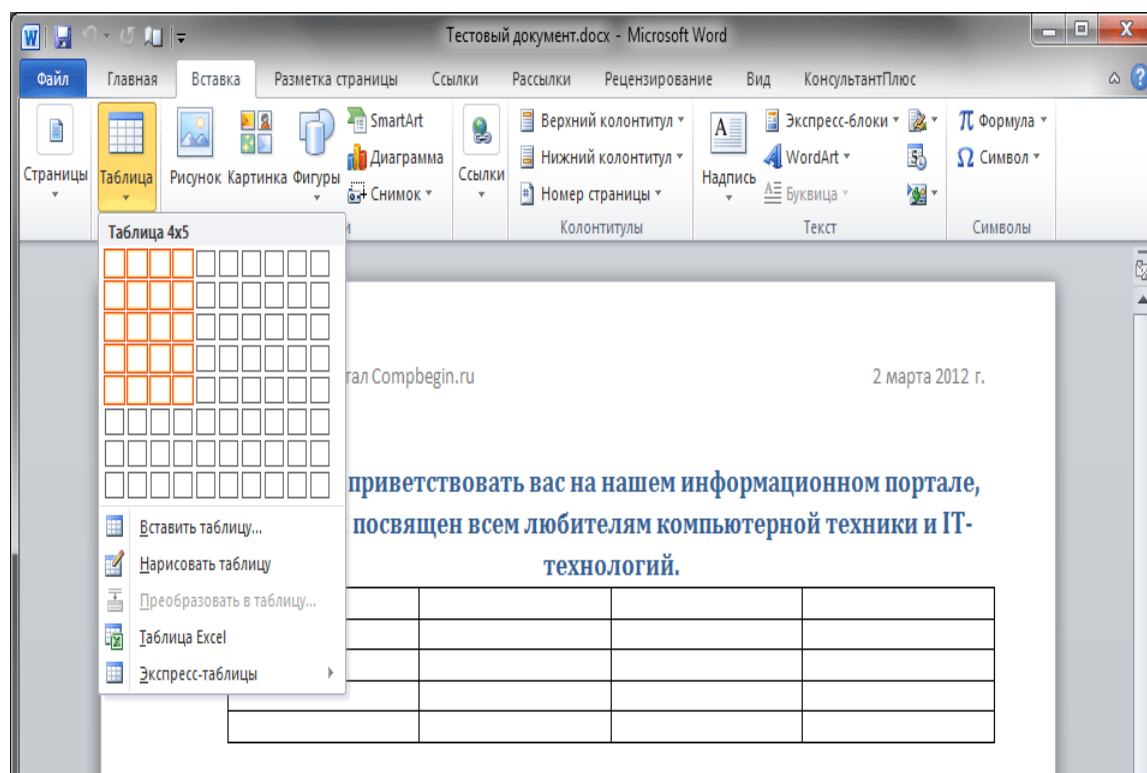 Тестовый документ.docx - Microsoft Word
Файл Главная Вставка Разметка страницы Ссылки Рассылки Рецензирование Вид КонсультантПлюс
Страницы
Таблица
Рисунок Картинка Фигуры
SmartArt
Диаграмма
Снимок
Ссылки
Верхний колонтитул
Нижний колонтитул
Номер страницы
Колонтитулы
Надпись
Экспресс-блоки
WordArt
Буквица
Текст
Формула
Символ
Символы
Таблица 4x5
Вставить таблицу...
Нарисовать таблицу
Преобразовать в таблицу...
Таблица Excel
Экспресс-таблицы
Compbegin.ru 2 марта 2012 г.
приветствовать вас на нашем информационном портале,
посвящен всем любителям компьютерной техники и IT-
технологий.